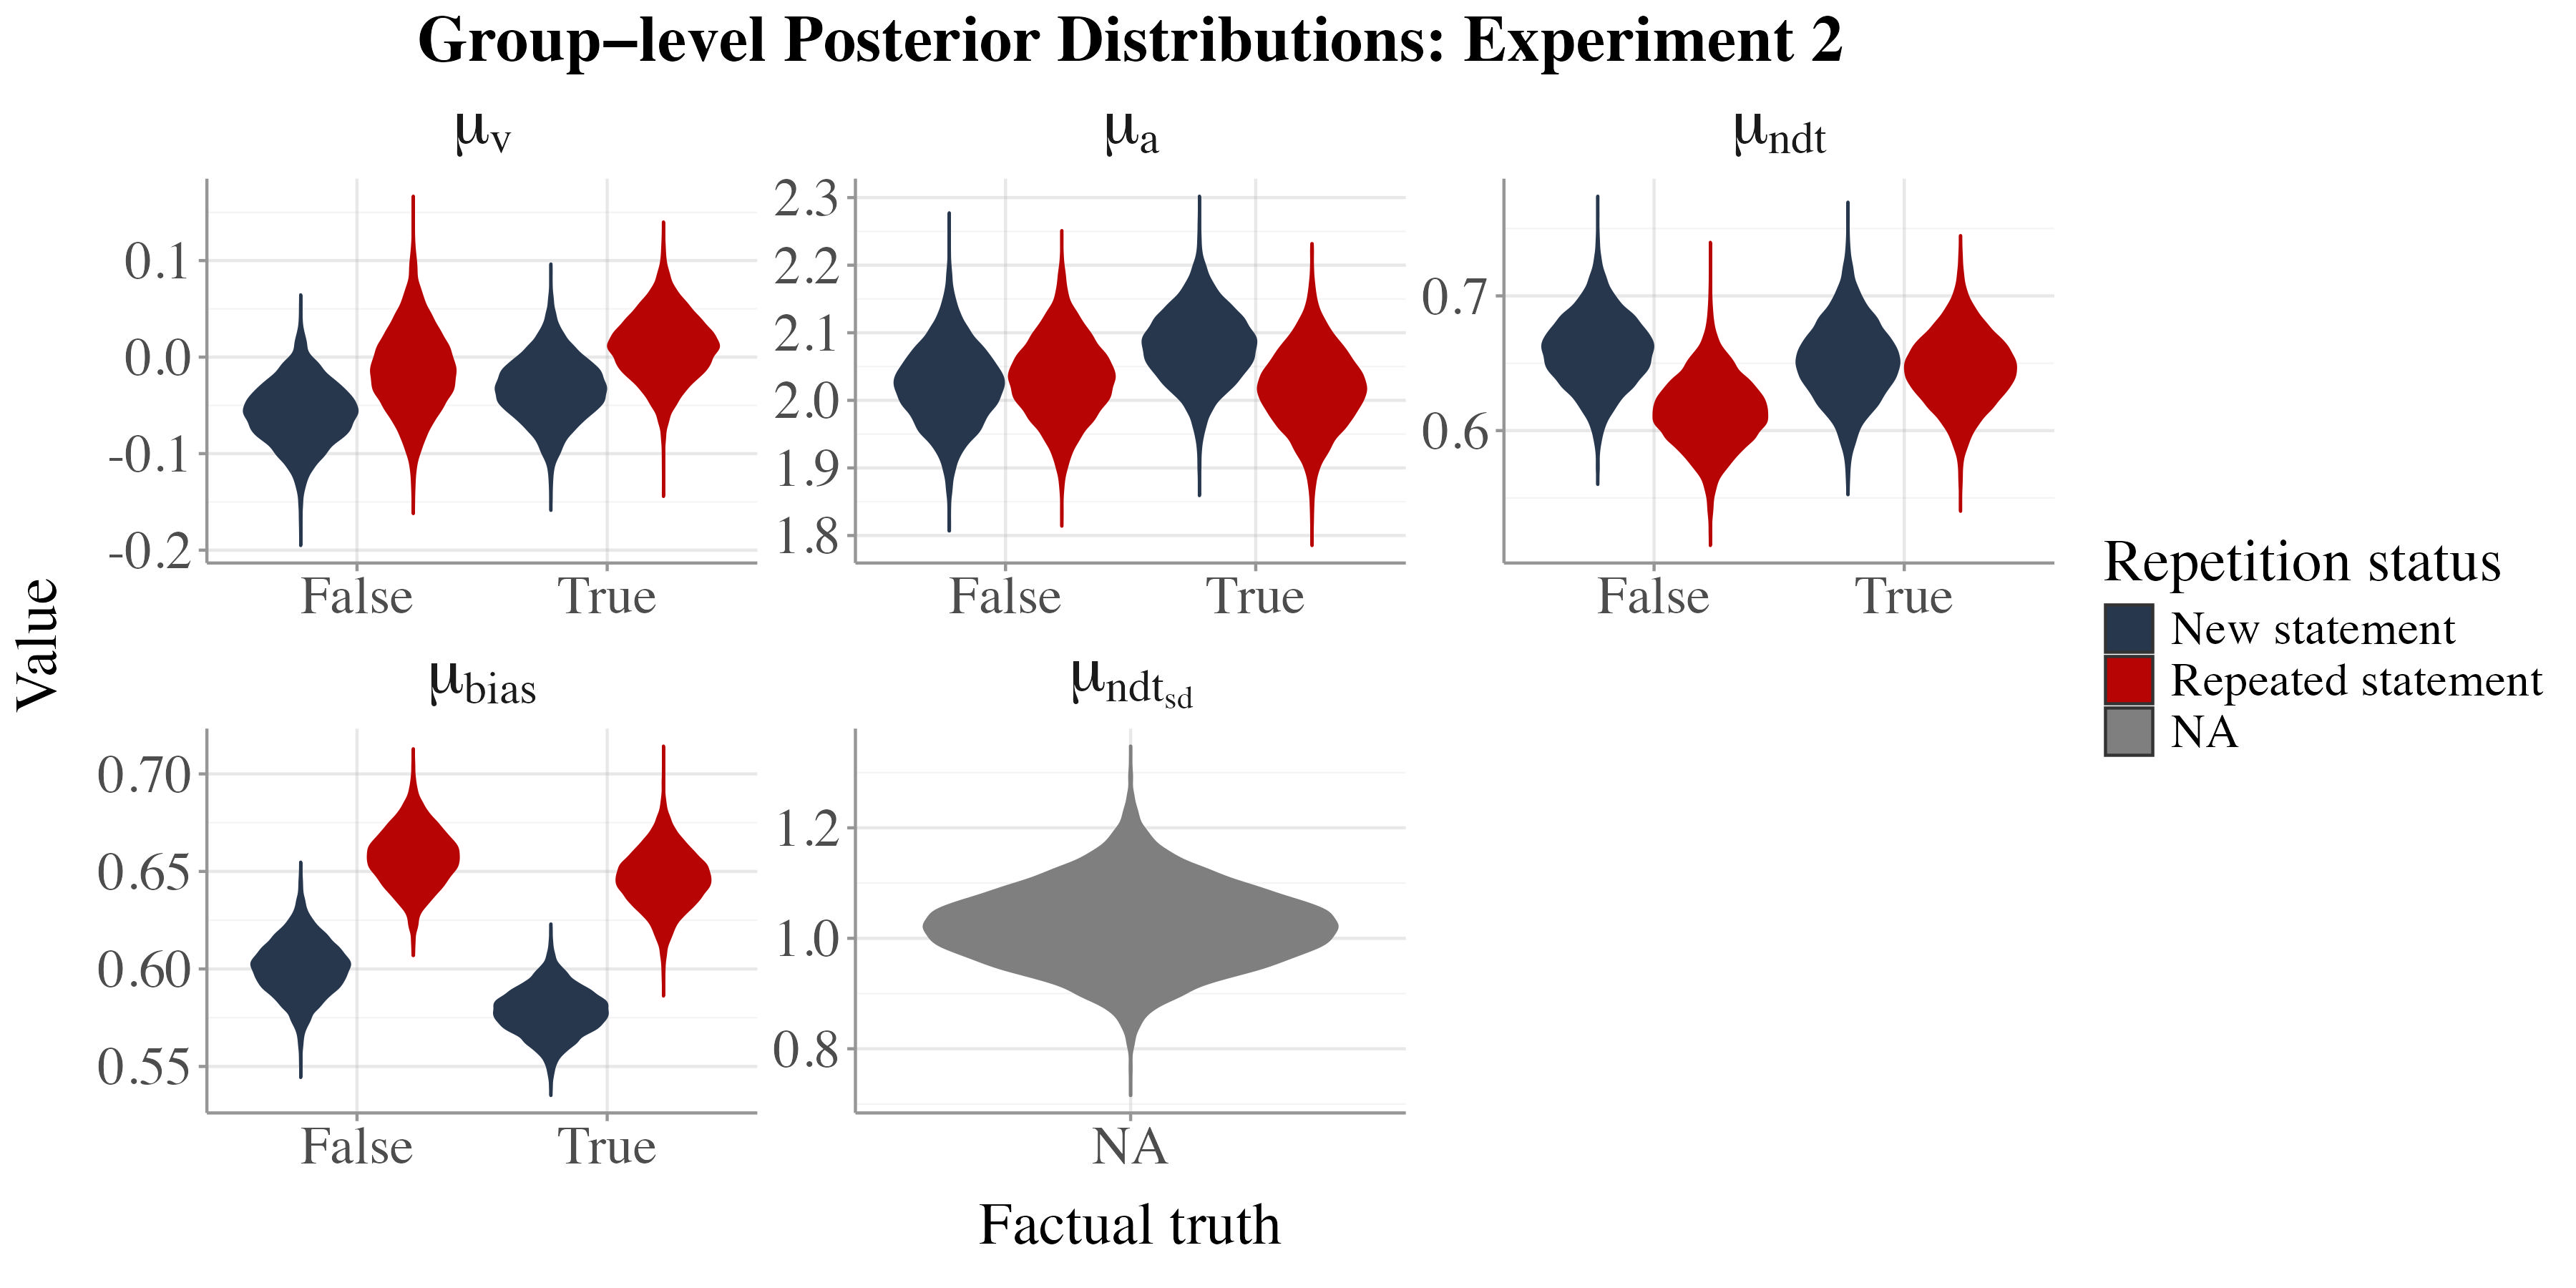 Group–level Posterior Distributions: Experiment 2
μv
μa
μndt
0.1
0.0
-0.1
-0.2
False True
2.3
2.2
2.1
2.0
1.9
1.8
False True
0.7
0.6
False True
Value
Repetition status
New statement
Repeated statement
NA
μbias
μndtsd
0.70
0.65
0.60
0.55
False True
1.2
1.0
0.8
NA
Factual truth